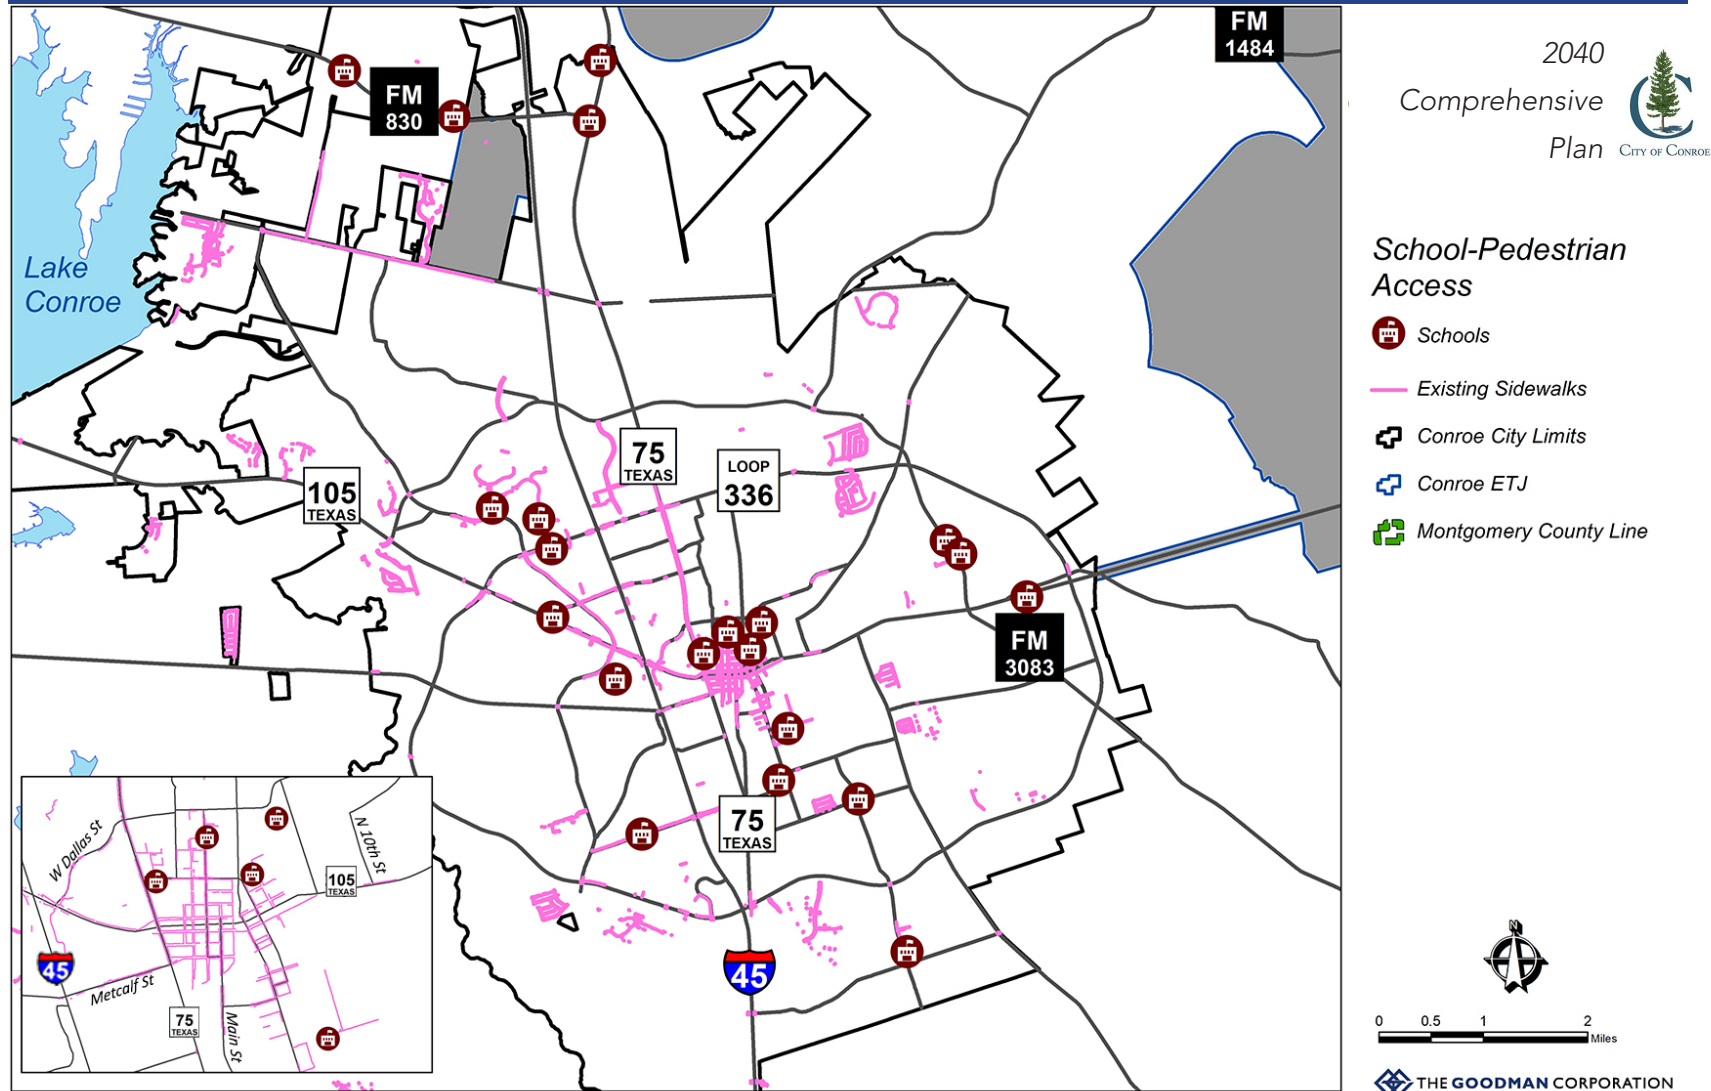 FM
1484
2040
Comprehensive
Plan
CITY OF CONROE
FM
830
School-Pedestrian
Access
Lake
Conroe
Schools
Existing Sidewalks
Conroe City Limits
Conroe ETJ
Montgomery County Line
75
TEXAS
LOOP
336
105
TEXAS
FM
3083
75
TEXAS
45
W Dallas St
N 10th St
105
TEXAS
45
Metcalf St
75
TEXAS
Main St
N
0 0.5 1 2
Miles
THE GOODMAN CORPORATION